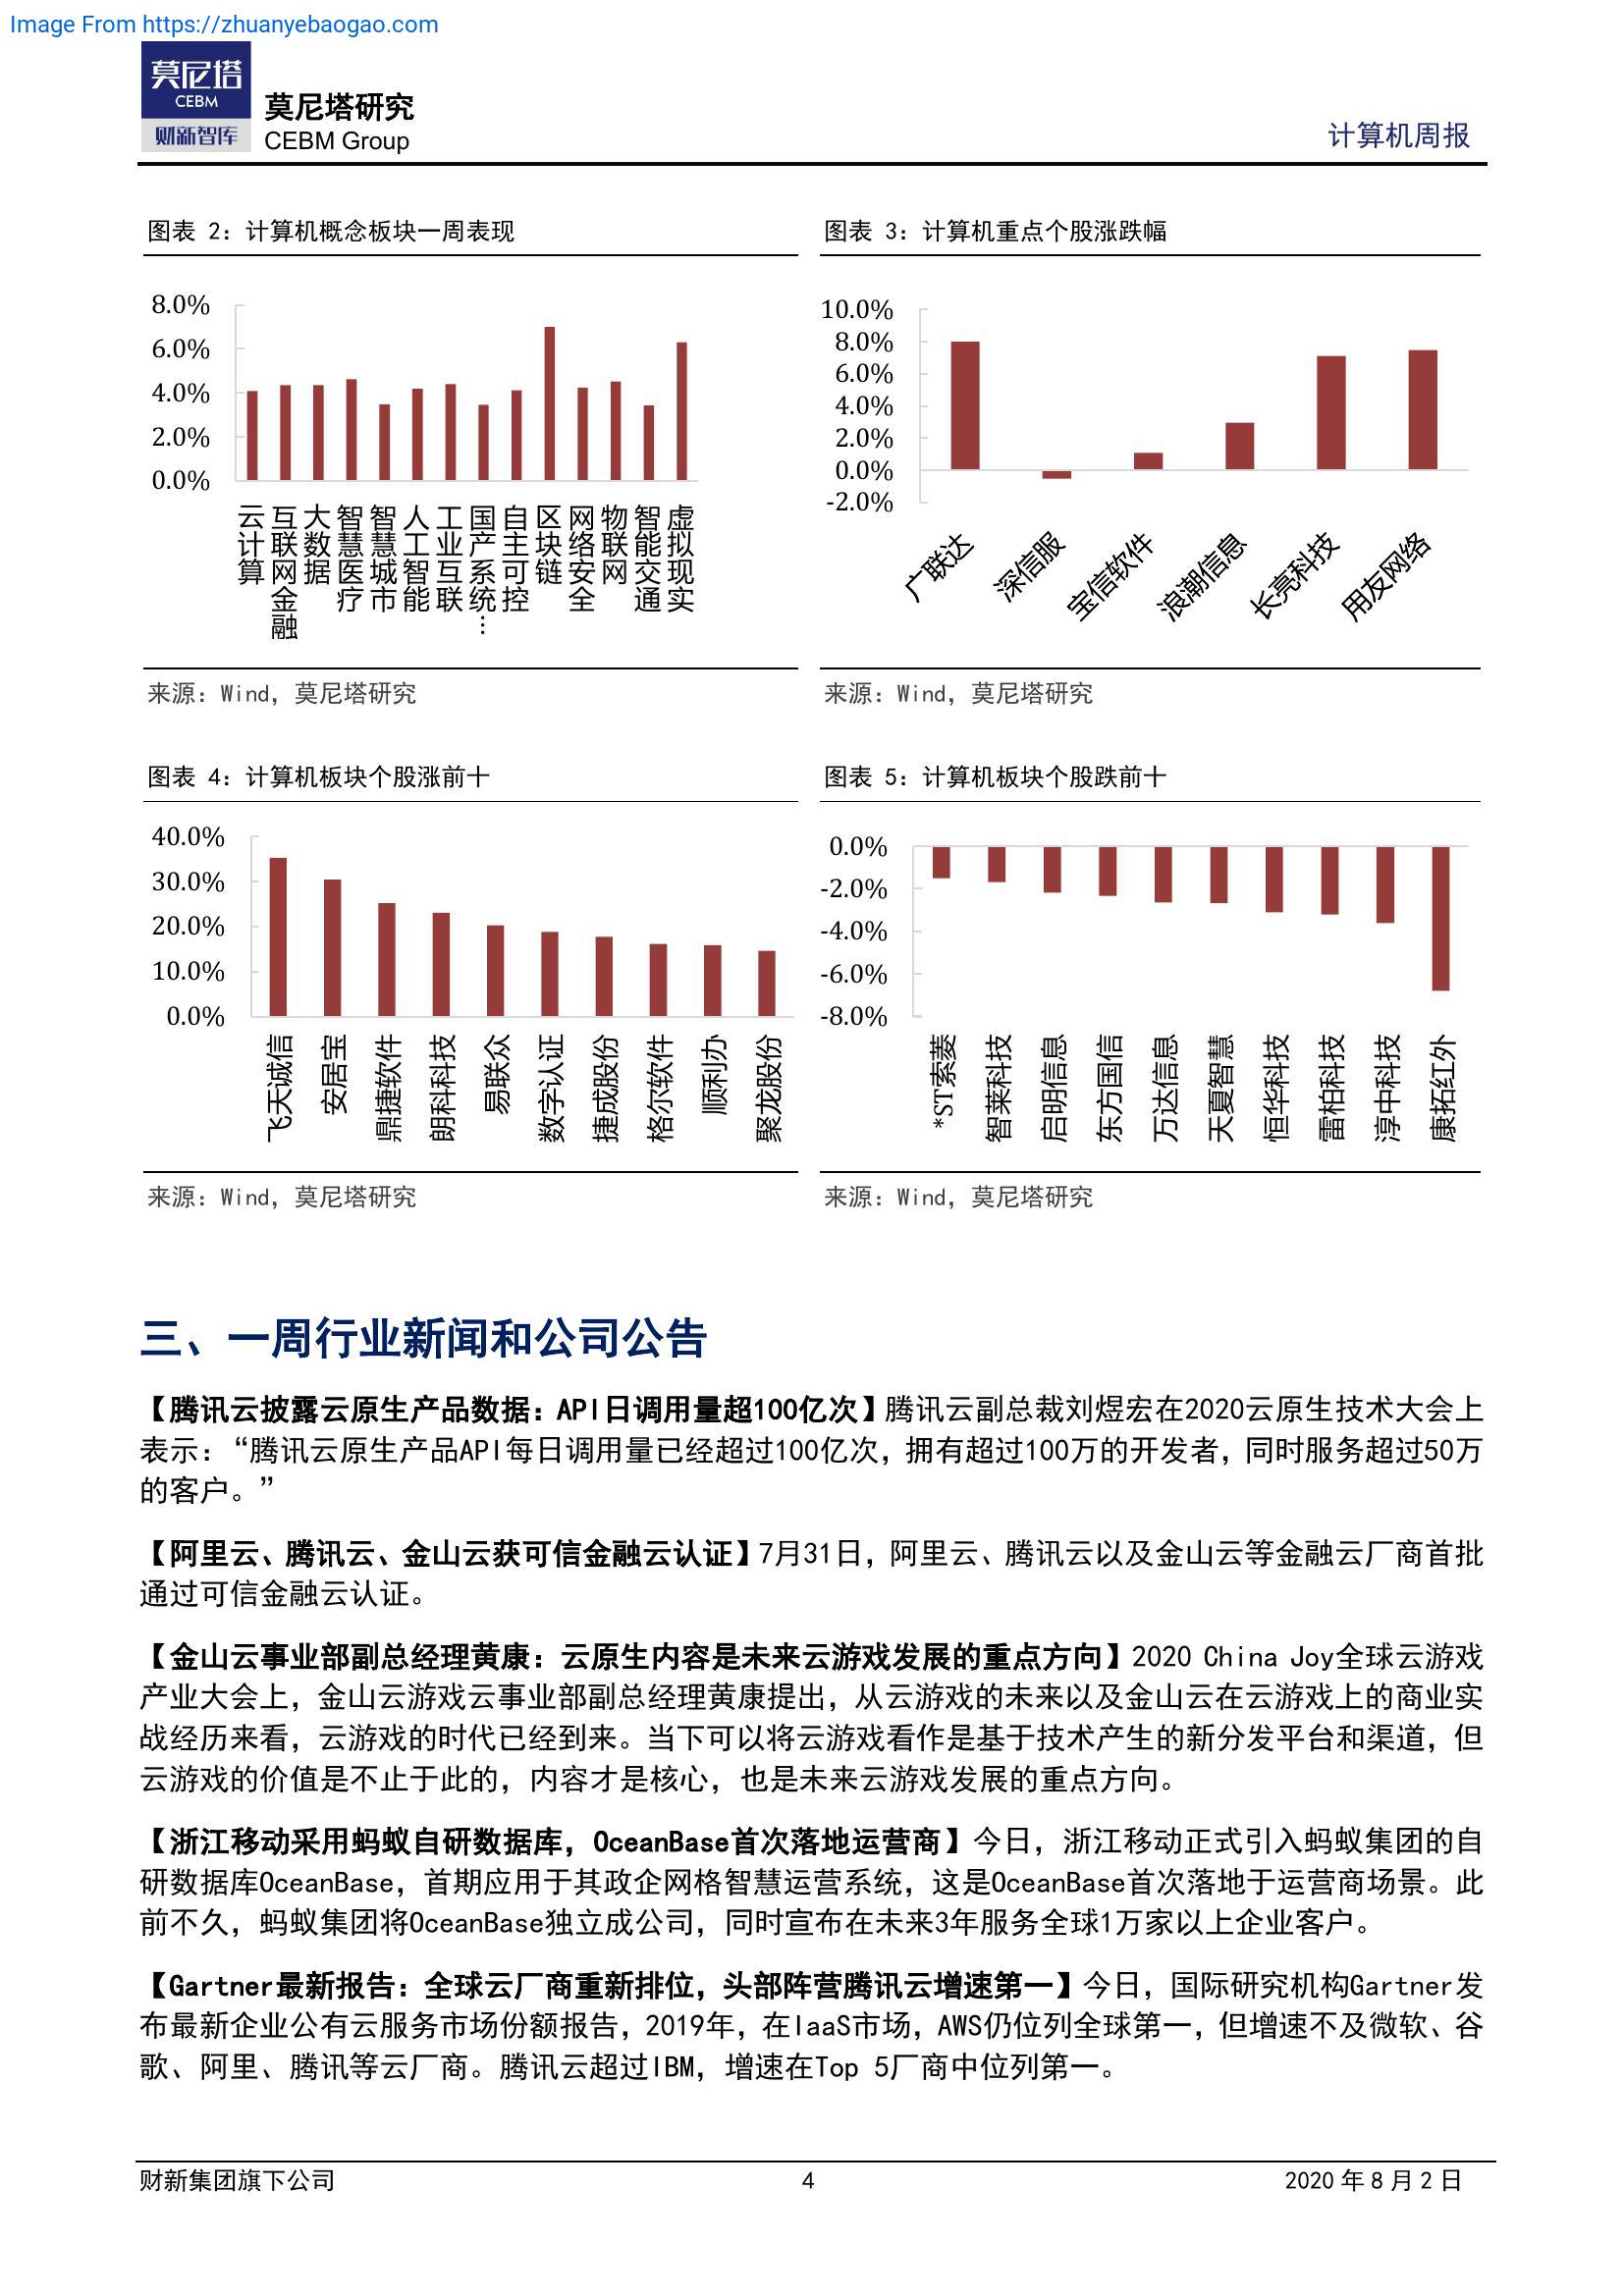 Image From https://zhuanyebaogao.com
莫尼塔
CEBM
财新智库
莫尼塔研究
CEBM Group
计算机周报
图表 2：计算机概念板块一周表现
8.0%
6.0%
4.0%
2.0%
0.0%
云计算
互联网金融
大数据
智慧医疗
智慧城市
人工智能
工业互联
国产系统…
自主可控
区块链
网络安全
物联网
智能交通
虚拟现实
来源：Wind，莫尼塔研究
图表 3：计算机重点个股涨跌幅
10.0%
8.0%
6.0%
4.0%
2.0%
0.0%
-2.0%
广联达
深信服
宝信软件
浪潮信息
长亮科技
用友网络
来源：Wind，莫尼塔研究
图表 4：计算机板块个股涨前十
40.0%
30.0%
20.0%
10.0%
0.0%
飞天诚信
安居宝
鼎捷软件
朗科科技
易联众
数字认证
捷成股份
格尔软件
顺利办
聚龙股份
来源：Wind，莫尼塔研究
图表 5：计算机板块个股跌前十
0.0%
-2.0%
-4.0%
-6.0%
-8.0%
*ST索菱
智莱科技
启明信息
东方国信
万达信息
天夏智慧
恒华科技
雷柏科技
淳中科技
康拓红外
来源：Wind，莫尼塔研究
三、一周行业新闻和公司公告
【腾讯云披露云原生产品数据：API日调用量超100亿次】腾讯云副总裁刘煜宏在2020云原生技术大会上
表示：“腾讯云原生产品API每日调用量已经超过100亿次，拥有超过100万的开发者，同时服务超过50万
的客户。”
【阿里云、腾讯云、金山云获可信金融云认证】7月31日，阿里云、腾讯云以及金山云等金融云厂商首批
通过可信金融云认证。
【金山云事业部副总经理黄康：云原生内容是未来云游戏发展的重点方向】2020 China Joy全球云游戏
产业大会上，金山云游戏云事业部副总经理黄康提出，从云游戏的未来以及金山云在云游戏上的商业实
战经历来看，云游戏的时代已经到来。当下可以将云游戏看作是基于技术产生的新分发平台和渠道，但
云游戏的价值是不止于此的，内容才是核心，也是未来云游戏发展的重点方向。
【浙江移动采用蚂蚁自研数据库，OceanBase首次落地运营商】今日，浙江移动正式引入蚂蚁集团的自
研数据库OceanBase，首期应用于其政企网格智慧运营系统，这是OceanBase首次落地于运营商场景。此
前不久，蚂蚁集团将OceanBase独立成公司，同时宣布在未来3年服务全球1万家以上企业客户。
【Gartner最新报告：全球云厂商重新排位，头部阵营腾讯云增速第一】今日，国际研究机构Gartner发
布最新企业公有云服务市场份额报告，2019年，在IaaS市场，AWS仍位列全球第一，但增速不及微软、谷
歌、阿里、腾讯等云厂商。腾讯云超过IBM，增速在Top 5厂商中位列第一。
财新集团旗下公司
4
2020 年 8 月 2 日